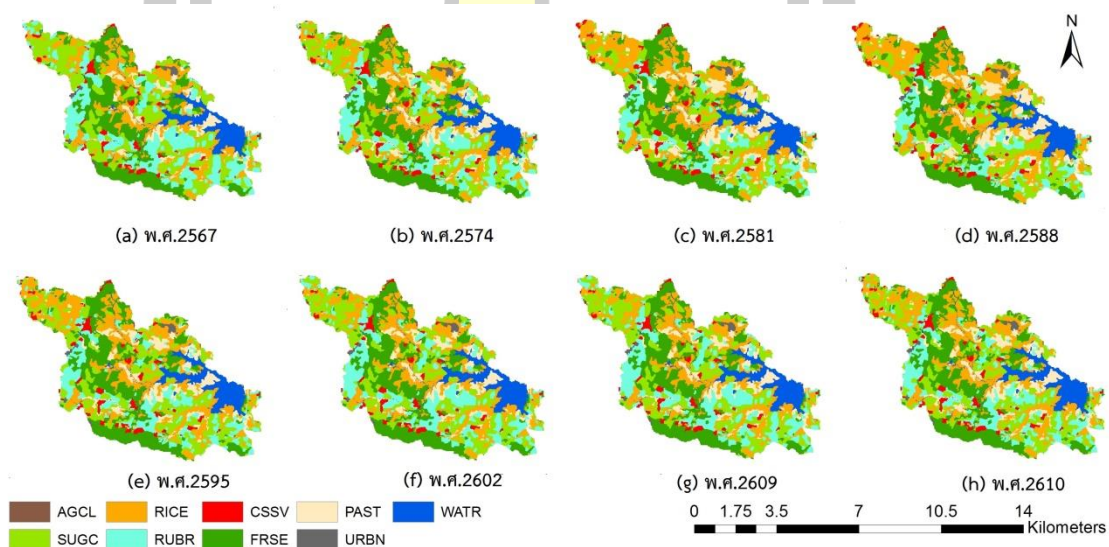 N
(a) พ.ศ.2567 (b) พ.ศ.2574 (c) พ.ศ.2581 (d) พ.ศ.2588
(e) พ.ศ.2595 (f) พ.ศ.2602 (g) พ.ศ.2609 (h) พ.ศ.2610
AGCL RICE CSSV PAST WATR
SUGC RUBR FRSE URBN
0 1.75 3.5 7 10.5 14
Kilometers